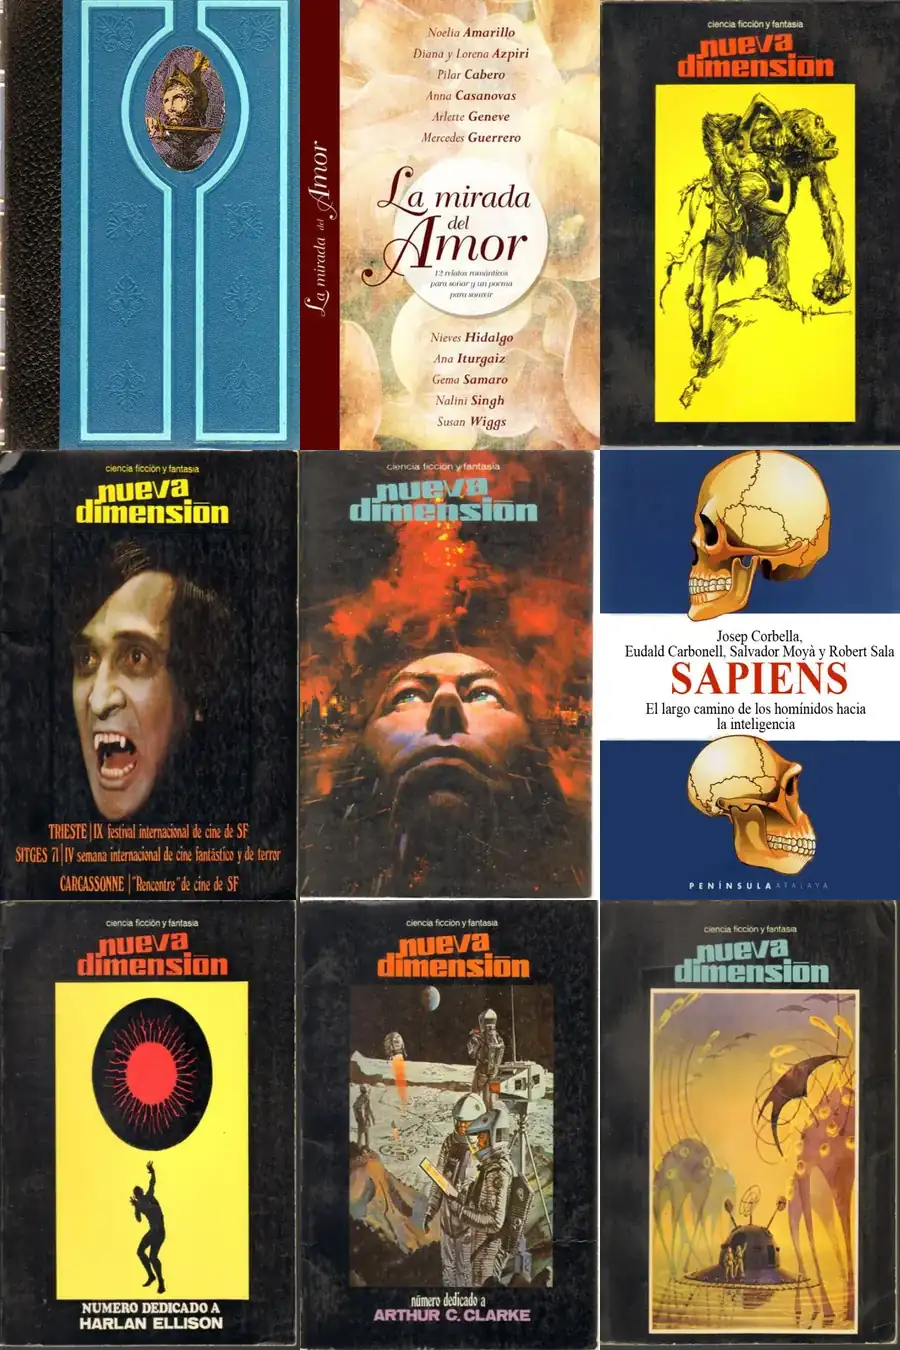 La mirada del Amor
Noelia Amarillo
Diana y Lorena Azpiri
Pilar Cabero
Anna Casanovas
Arlette Geneve
Mercedes Guerrero
La mirada
del
Amor
12 relatos románticos
para soñar y un poema
para sonreír
Nieves Hidalgo
Ana Iturgaiz
Gema Samaro
Nalini Singh
Susan Wiggs
ciencia ficción y fantasía
nueva
dimensión
ciencia ficción y fantasía
nueva
dimensión
TRIESTE | IX festival internacional de cine de SF
SITGES 71 | IV semana internacional de cine fantástico y de terror
CARCASSONNE | "Rencontre" de cine de SF
ciencia ficción y fantasía
nueva
dimensión
Josep Corbella,
Eudald Carbonell, Salvador Moyà y Robert Sala
SAPIENS
El largo camino de los homínidos hacia
la inteligencia
PENÍNSULA ATALAYA
ciencia ficción y fantasía
nueva
dimensión
NUMERO DEDICADO A
HARLAN ELLISON
ciencia ficción y fantasía
nueva
dimensión
número dedicado a
ARTHUR C. CLARKE
ciencia ficción y fantasía
nueva
dimensión